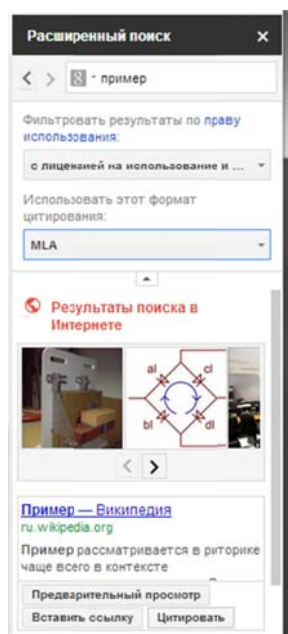 Расширенный поиск ×
пример
Фильтровать результаты по праву
использования:
с лицензией на использование и ...
Использовать этот формат
цитирования:
MLA
Результаты поиска в
Интернете
al cl
bl dl
Пример — Википедия
ru.wikipedia.org
Пример рассматривается в риторике
чаще всего в контексте
Предварительный просмотр
Вставить ссылку Цитировать